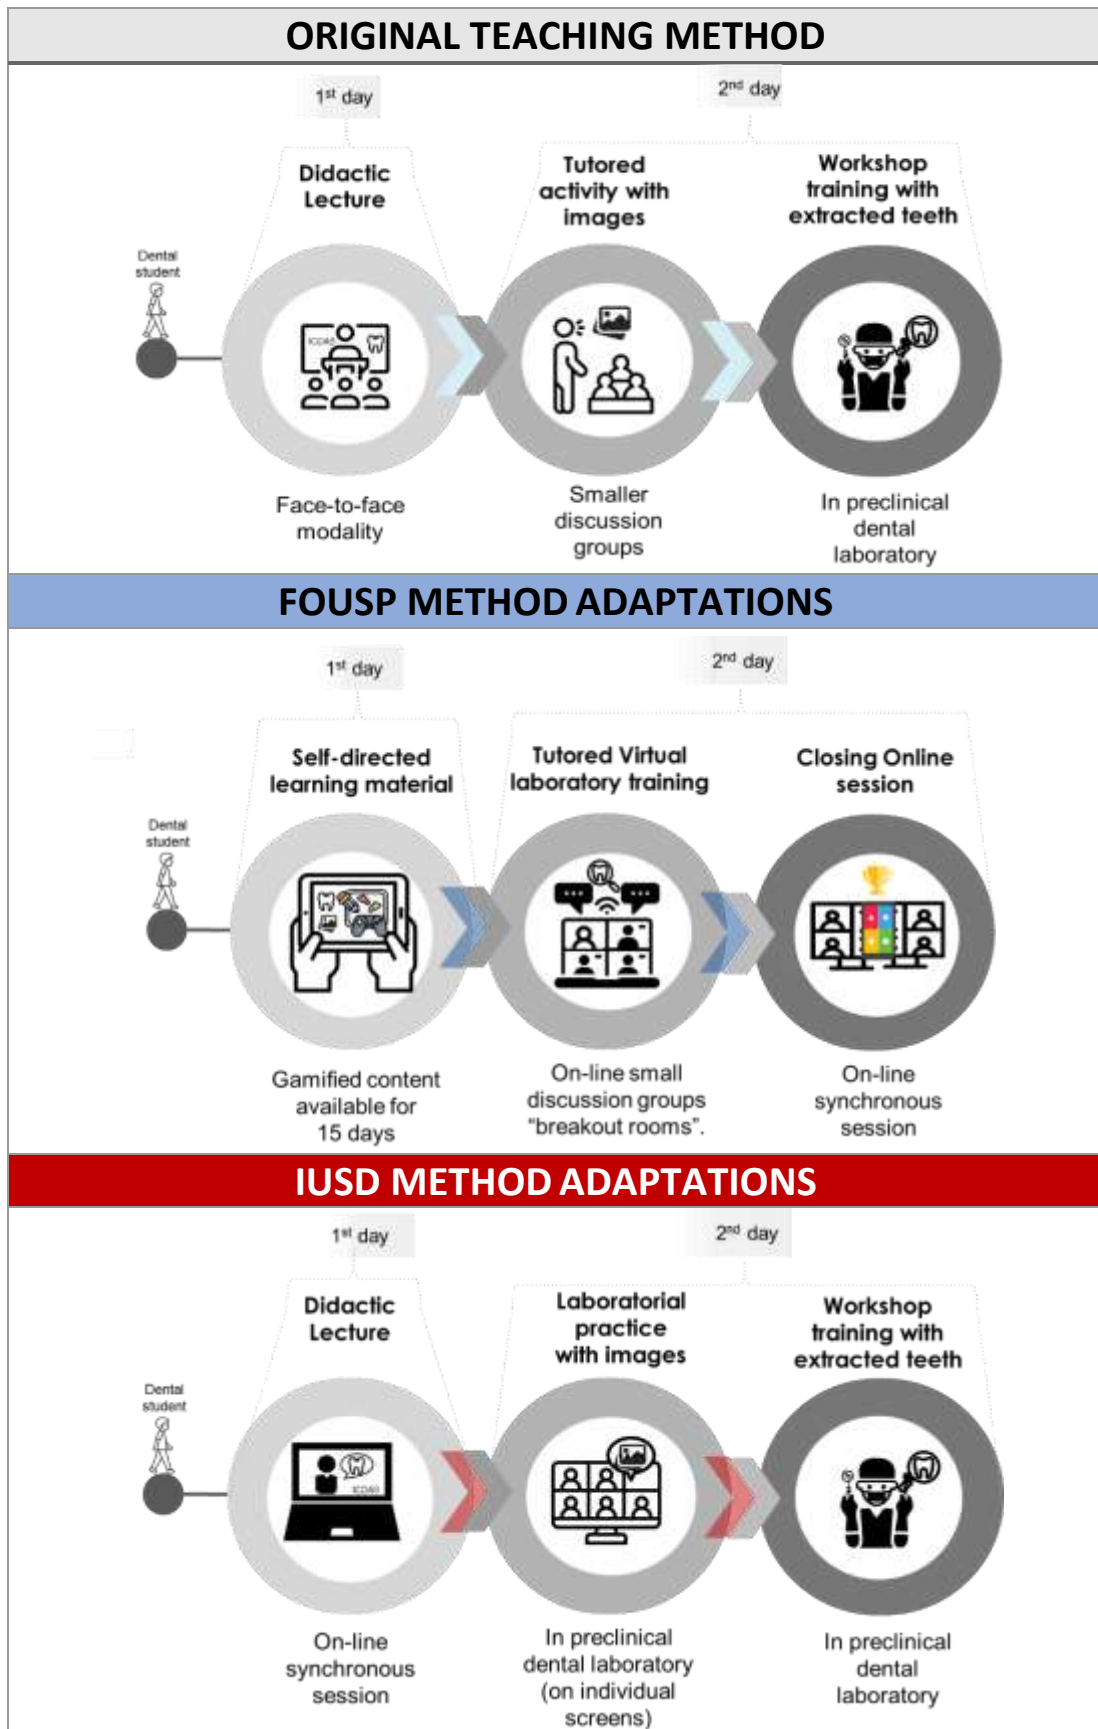 ORIGINAL TEACHING METHOD
1st day
2nd day
Didactic
Lecture
Tutored
activity with
images
Workshop
training with
extracted teeth
Dental
student
ICDAS
Face-to-face
modality
Smaller
discussion
groups
In preclinical
dental
laboratory
FOUSP METHOD ADAPTATIONS
1st day
2nd day
Self-directed
learning material
Tutored Virtual
laboratory training
Closing Online
session
Dental
student
Gamified content
available for
15 days
On-line small
discussion groups
"breakout rooms".
On-line
synchronous
session
IUSD METHOD ADAPTATIONS
1st day
2nd day
Didactic
Lecture
Laboratorial
practice
with images
Workshop
training with
extracted teeth
Dental
student
ICDAS
On-line
synchronous
session
In preclinical
dental laboratory
(on individual
screens)
In preclinical
dental
laboratory